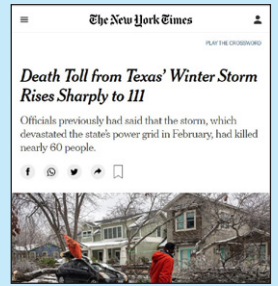 The New York Times
PLAY THE CROSSWORD
Death Toll from Texas' Winter Storm
Rises Sharply to 111
Officials previously had said that the storm, which
devastated the state's power grid in February, had killed
nearly 60 people.